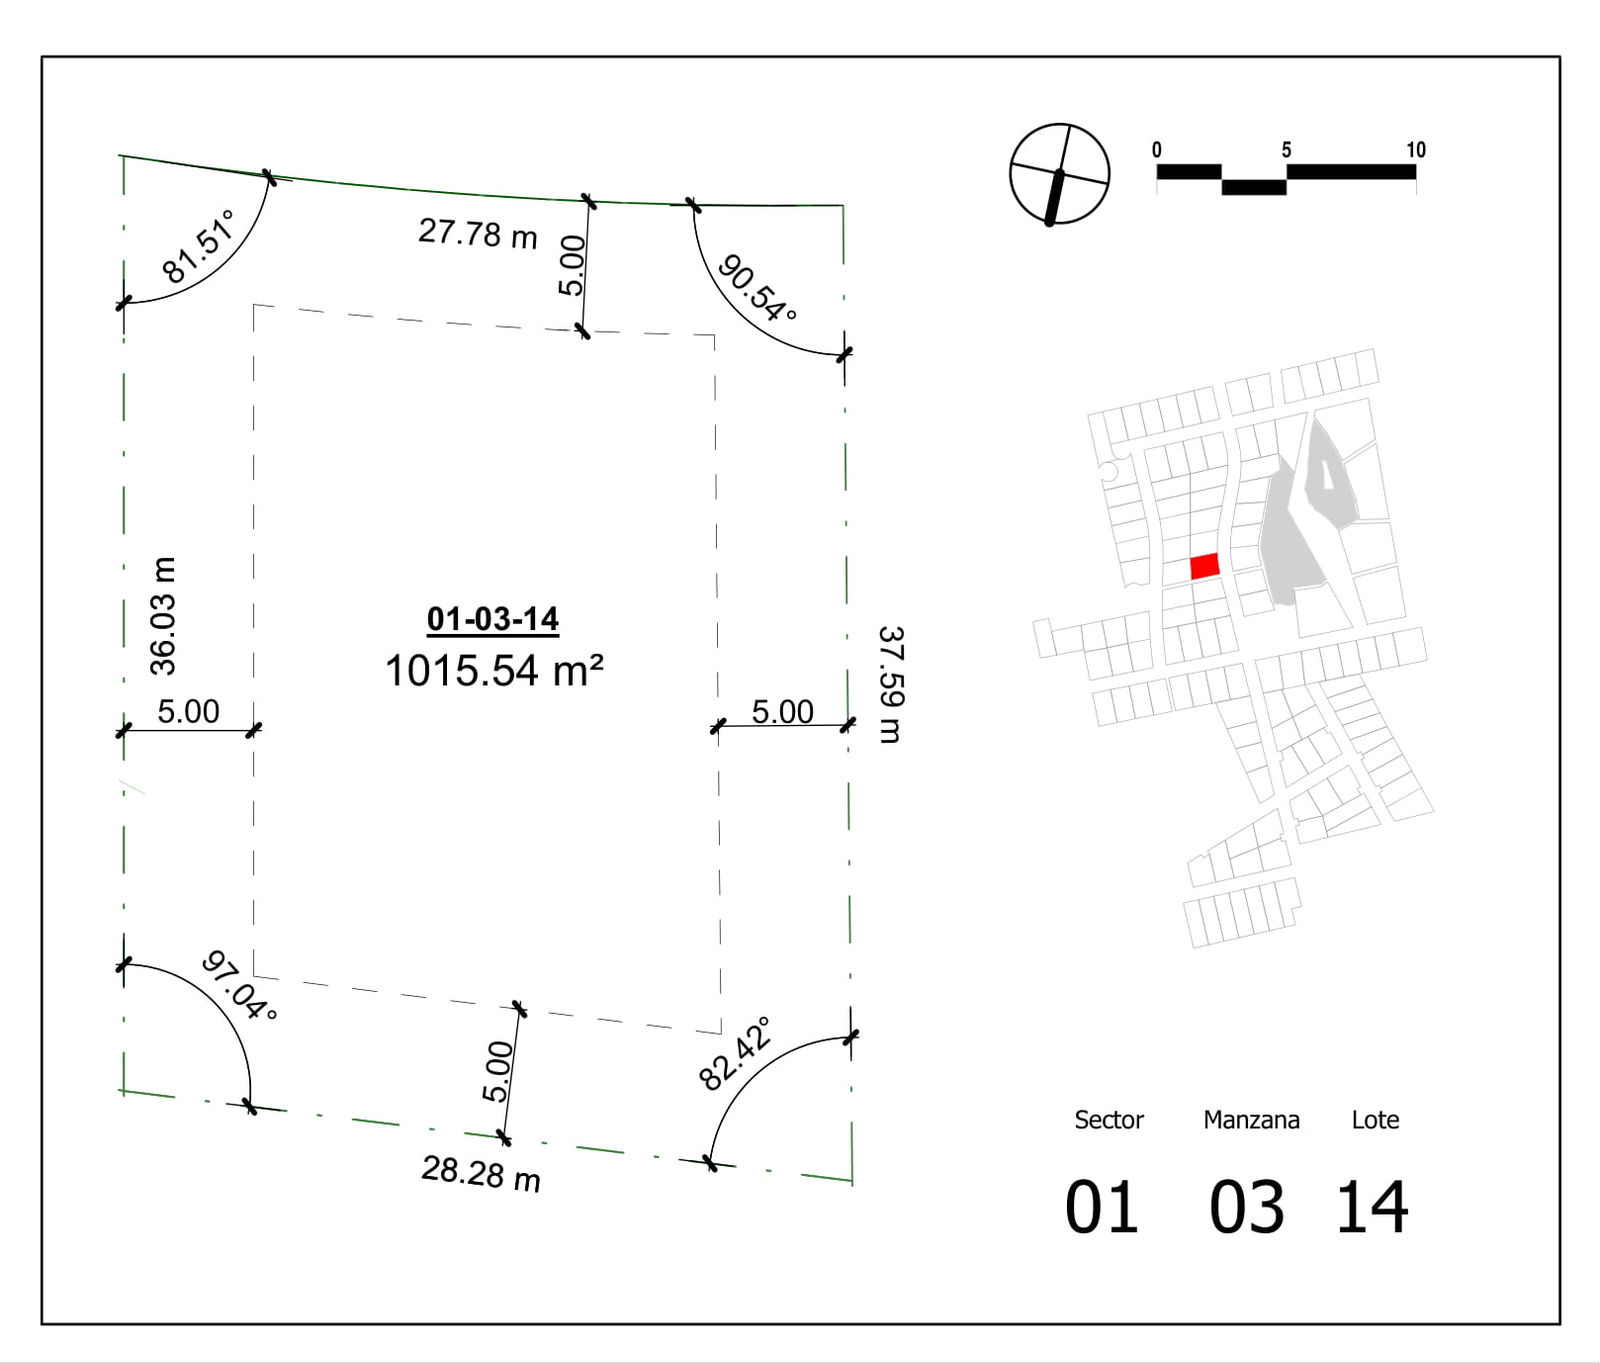 0 5 10
81.51°
27.78 m
5.00
90.54°
36.03 m
01-03-14
1015.54 m²
37.59 m
5.00
5.00
97.04°
5.00
82.42°
28.28 m
Sector Manzana Lote
01 03 14